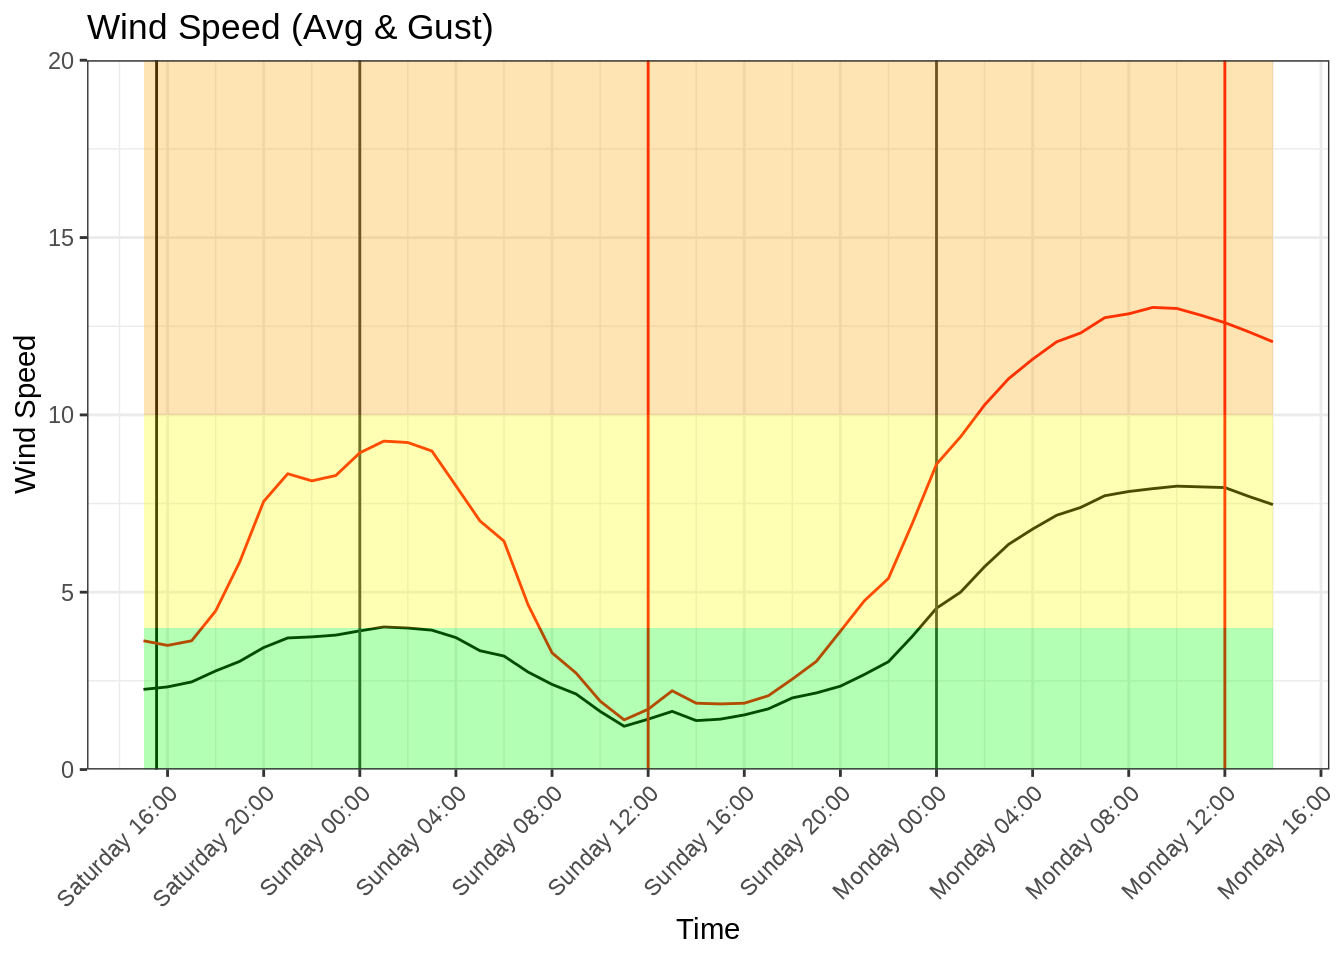 Wind Speed (Avg & Gust)
20
15
10
5
0
Wind Speed
Saturday 16:00
Saturday 20:00
Sunday 00:00
Sunday 04:00
Sunday 08:00
Sunday 12:00
Sunday 16:00
Sunday 20:00
Monday 00:00
Monday 04:00
Monday 08:00
Monday 12:00
Monday 16:00
Time